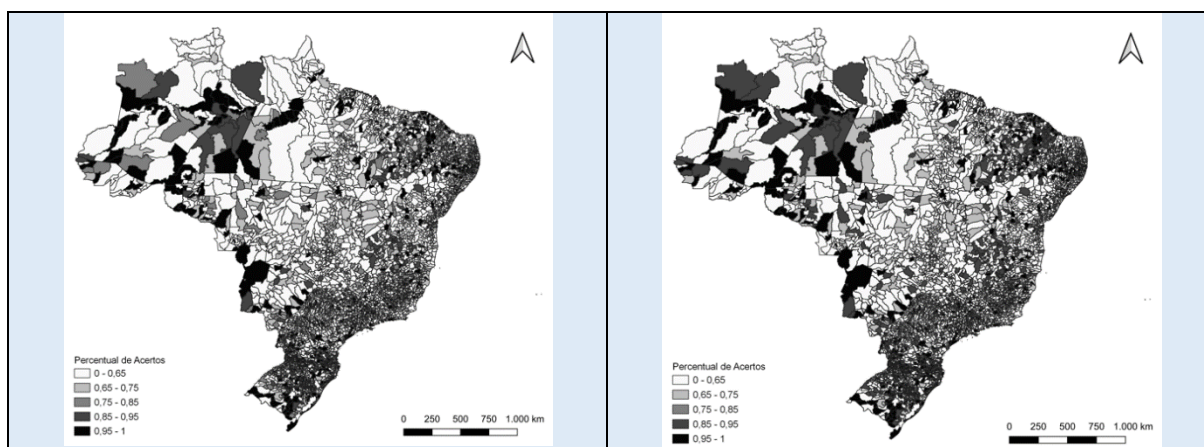 Percentual de Acertos
0 - 0,65
0,65 - 0,75
0,75 - 0,85
0,85 - 0,95
0,95 - 1
0 250 500 750 1.000 km
Percentual de Acertos
0 - 0,65
0,65 - 0,75
0,75 - 0,85
0,85 - 0,95
0,95 - 1
0 250 500 750 1.000 km